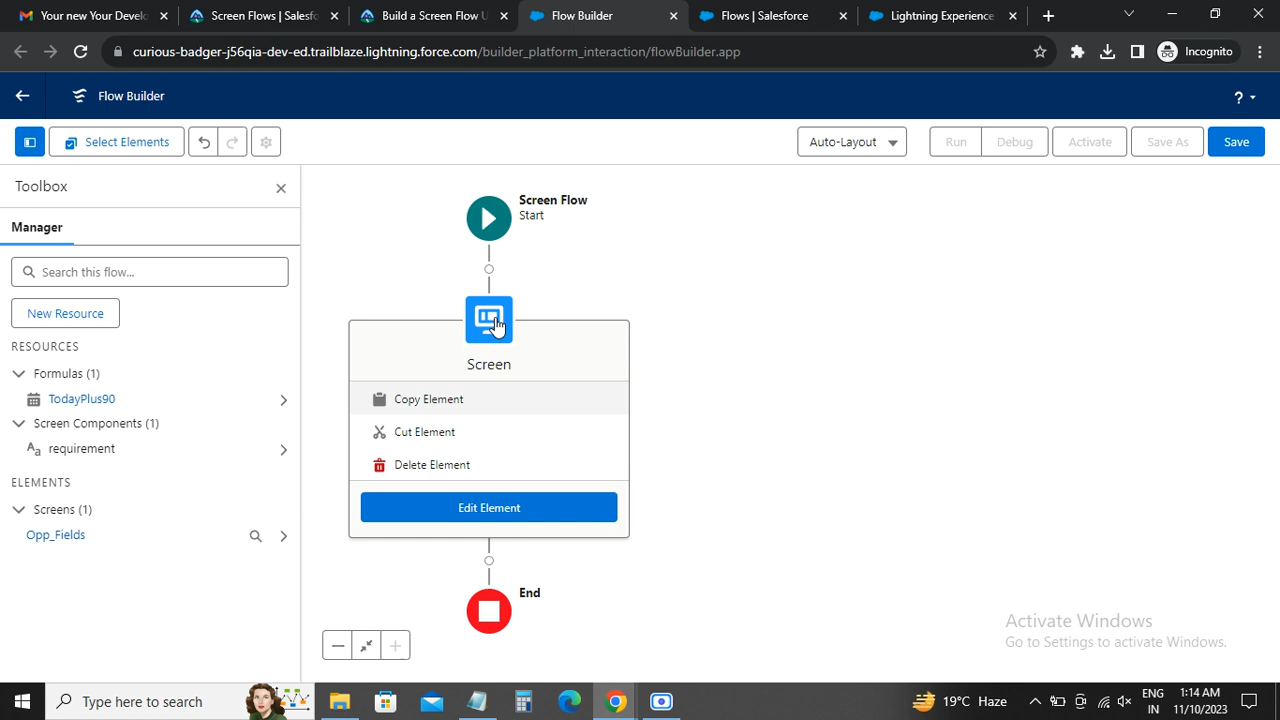 Your new Your Devel
Screen Flows | Salesf
Build a Screen Flow U
Flow Builder
Flows | Salesforce
Lightning Experience
curious-badger-j56qia-dev-ed.trailblaze.lightning.force.com/builder_platform_interaction/flowBuilder.app
Incognito
Flow Builder
?
Select Elements
Auto-Layout
Run
Debug
Activate
Save As
Save
Toolbox
Manager
Search this flow...
New Resource
RESOURCES
Formulas (1)
TodayPlus90
Screen Components (1)
Aa requirement
ELEMENTS
Screens (1)
Opp_Fields
Screen Flow
Start
Screen
Copy Element
Cut Element
Delete Element
Edit Element
End
Activate Windows
Go to Settings to activate Windows.
Type here to search
19°C Haze
ENG
IN
1:14 AM
11/10/2023